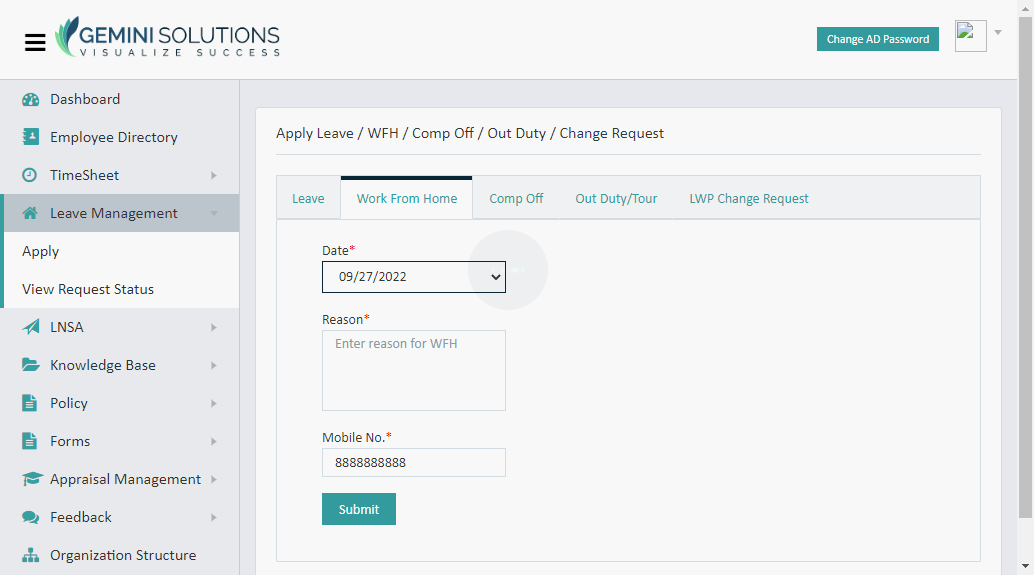 GEMINI SOLUTIONS
VISUALIZE SUCCESS
Change AD Password
Dashboard
Employee Directory
TimeSheet
Leave Management
Apply
View Request Status
LNSA
Knowledge Base
Policy
Forms
Appraisal Management
Feedback
Organization Structure
Apply Leave / WFH / Comp Off / Out Duty / Change Request
Leave Work From Home Comp Off Out Duty/Tour LWP Change Request
Date*
09/27/2022
Reason*
Enter reason for WFH
Mobile No.*
8888888888
Submit